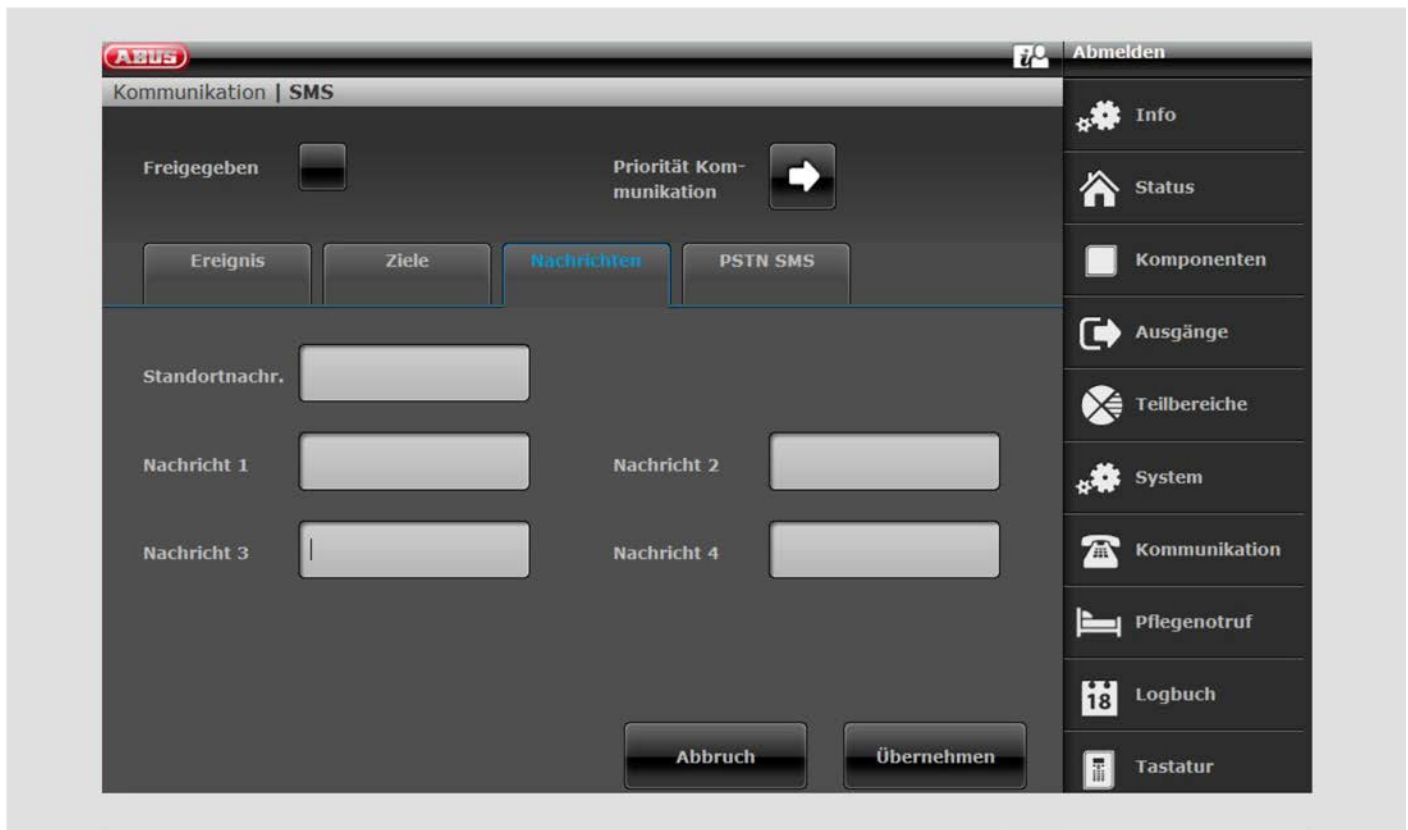 ABUS
Abmelden
Kommunikation | SMS
Info
Freigegeben
Priorität Kom-
munikation
Status
Ereignis
Ziele
Nachrichten
PSTN SMS
Komponenten
Ausgänge
Standortnachr.
Teilbereiche
Nachricht 1
Nachricht 2
System
Nachricht 3
Nachricht 4
Kommunikation
Pflegenotruf
18
Logbuch
Abbruch
Übernehmen
Tastatur